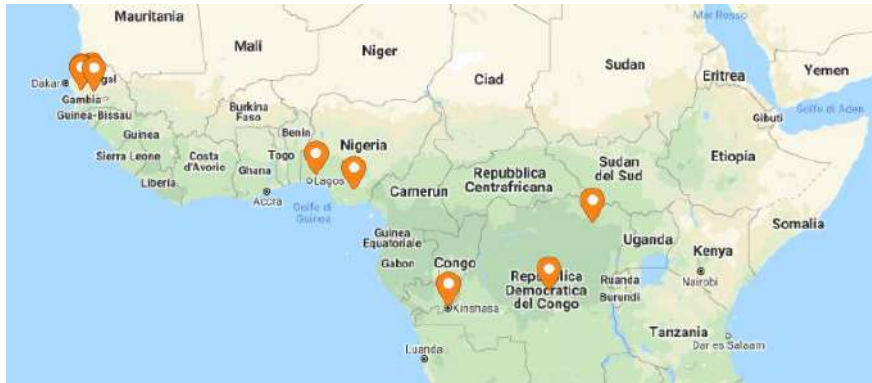 Mauritania
Mali
Niger
Mar Rosso
Sudan
Eritrea
Yemen
Ciad
Dakar
Gambia
Guinea-Bissau
Burkina
Faso
Golfo di Aden
Gibuti
Guinea
Benin
Nigeria
Sierra Leone
Costa
d'Avorio
Togo
Ghana
Etiopia
Liberia
Lagos
Accra
Golfo di
Guinea
Camerun
Repubblica
Centrafricana
Sudan
del Sud
Somalia
Guinea
Equatoriale
Uganda
Kenya
Gabon
Congo
Nairobi
Democratica
del Congo
Ruanda
Burundi
Kinshasa
Tanzania
Dar es Salaam
Luanda